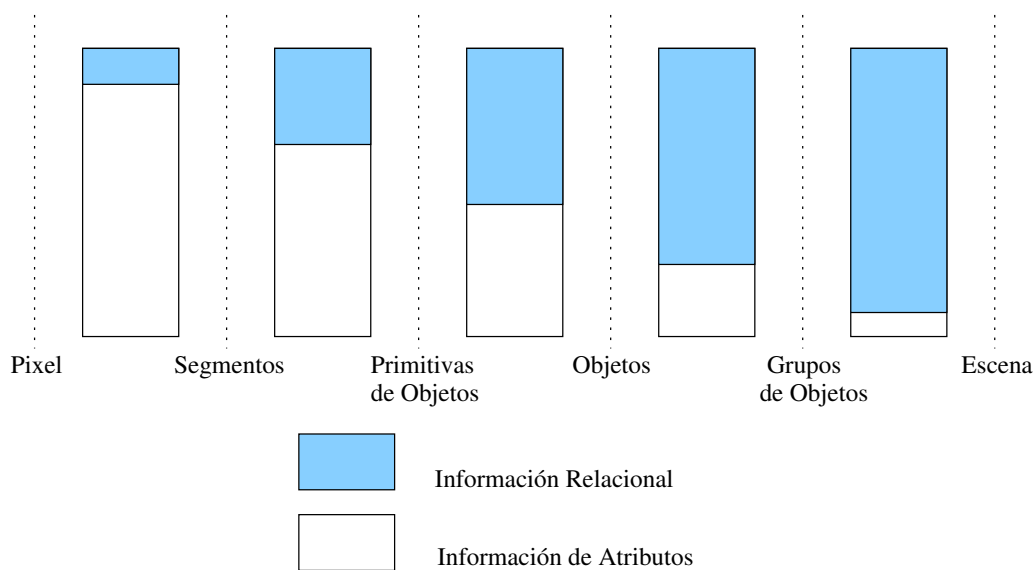 Pixel
Segmentos
Primitivas
de Objetos
Objetos
Grupos
de Objetos
Escena
Información Relacional
Información de Atributos